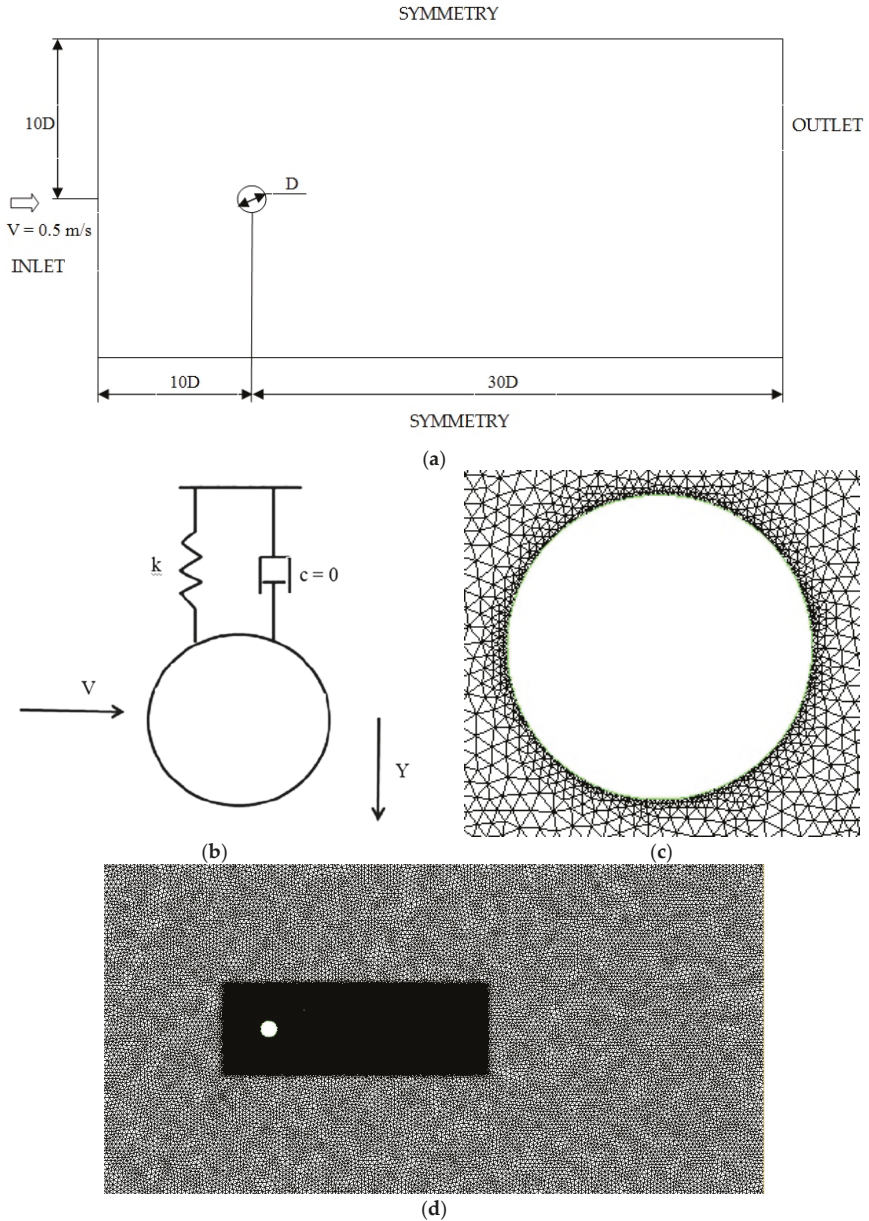 SYMMETRY
10D
OUTLET
D
V = 0.5 m/s
INLET
10D
30D
SYMMETRY
(a)
k
c = 0
V
Y
(b)
(c)
(d)